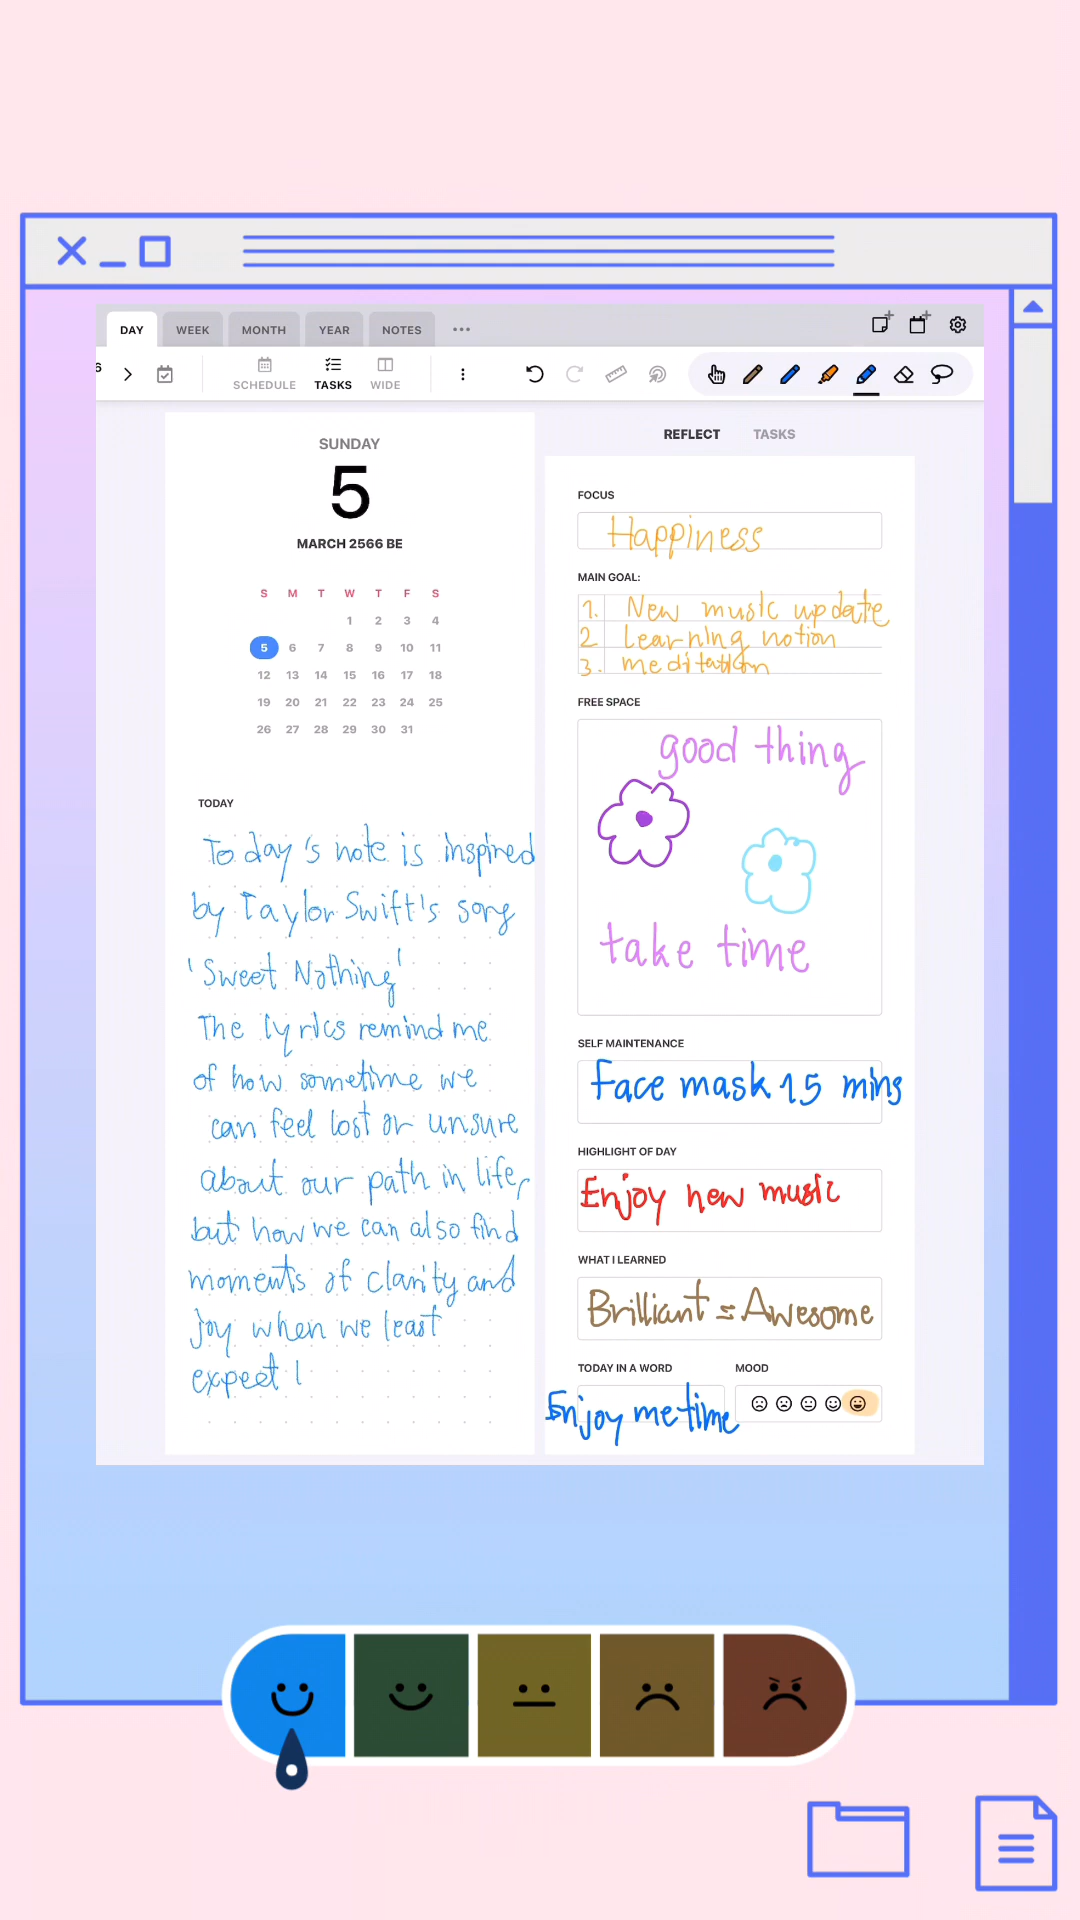 DAY WEEK MONTH YEAR NOTES
SCHEDULE TASKS WIDE
SUNDAY
5
MARCH 2566 BE
S M T W T F S
1 2 3 4
5 6 7 8 9 10 11
12 13 14 15 16 17 18
19 20 21 22 23 24 25
26 27 28 29 30 31
TODAY
Today's note is inspired
by Taylor Swift's song
'Sweet Nothing'
The lyrics remind me
of how sometime we
can feel lost or unsure
about our path in life,
but how we can also find
moments of clarity and
joy when we least
expect
REFLECT TASKS
FOCUS
Happiness
MAIN GOAL:
1. New music update
2 Learning notion
3. meditation
FREE SPACE
good thing
take time
SELF MAINTENANCE
Face mask 15 mins
HIGHLIGHT OF DAY
Enjoy new music
WHAT I LEARNED
Brilliant = Awesome
TODAY IN A WORD
Enjoy me time
MOOD